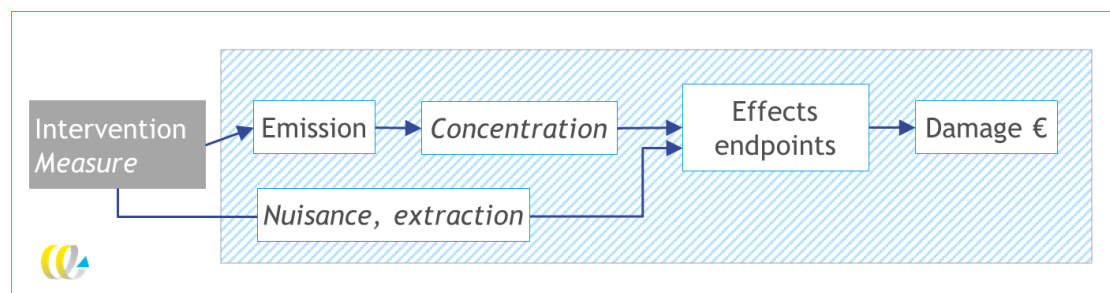 Intervention
Measure
Emission
Concentration
Effects
endpoints
Damage €
Nuisance, extraction